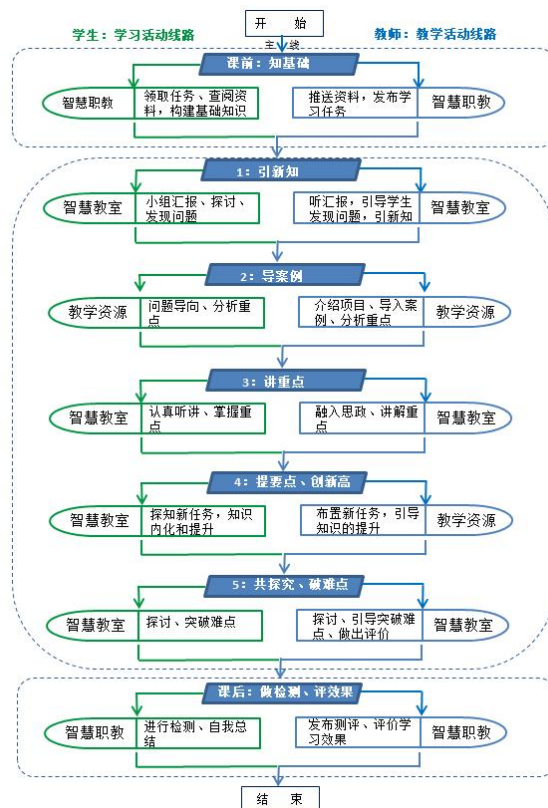 开 始
学生：学习活动线路
主 线
教师：教学活动线路
课前：知基础
智慧职教
领取任务、查阅资
料，构建基础知识
推送资料，发布学
习任务
智慧职教
1：引新知
智慧教室
小组汇报、探讨、
发现问题
听汇报，引导学生
发现问题，引新知
智慧教室
2：导案例
教学资源
问题导向、分析重
点
介绍项目、导入案
例、分析重点
教学资源
3：讲重点
智慧教室
认真听讲、掌握重
点
融入思政、讲解重
点
智慧教室
4：提要点、创新高
智慧教室
探知新任务，知识
内化和提升
布置新任务，引导
知识的提升
教学资源
5：共探究、破难点
智慧教室
探讨、突破难点
探讨、引导突破难
点、做出评价
智慧教室
课后：做检测、评效果
智慧职教
进行检测、自我总
结
发布测评、评价学
习效果
智慧职教
结 束